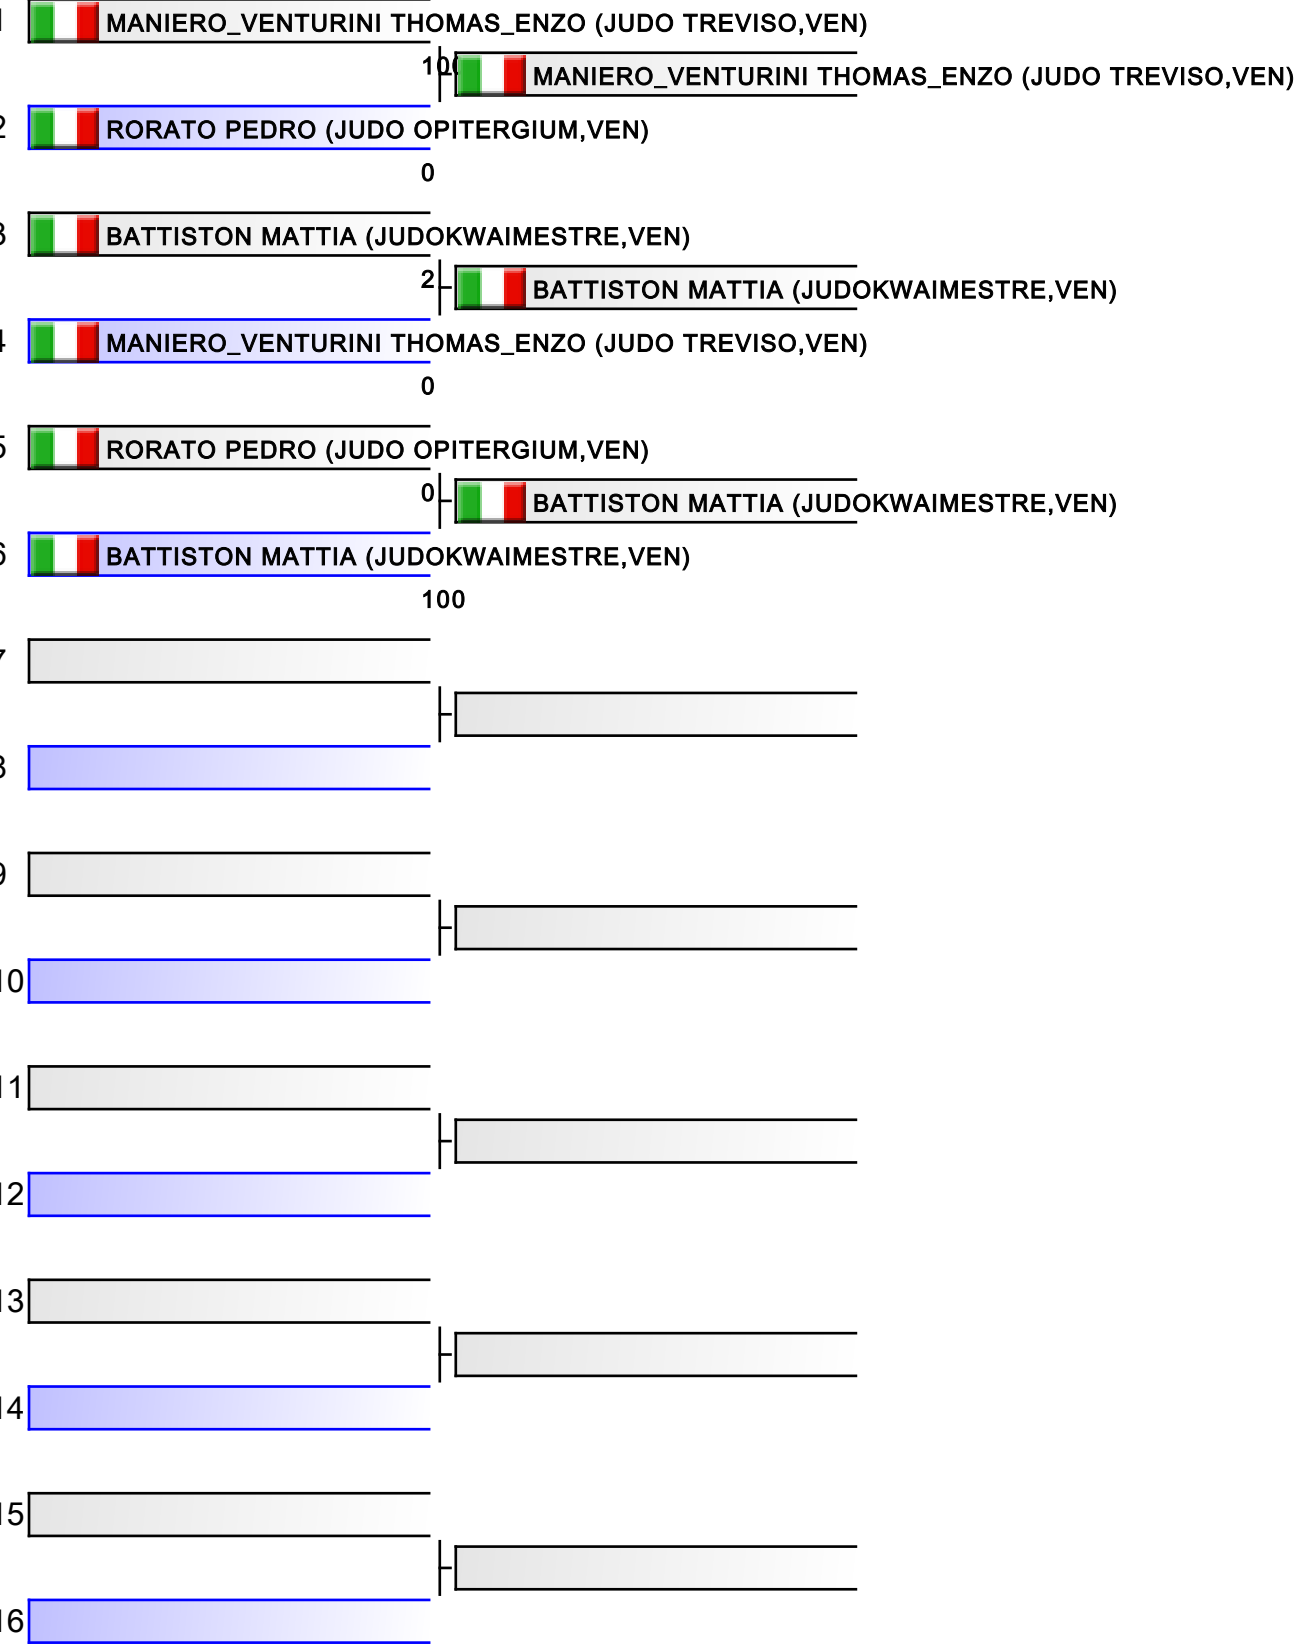 1 MANIERO_VENTURINI THOMAS_ENZO (JUDO TREVISO,VEN)
100 MANIERO_VENTURINI THOMAS_ENZO (JUDO TREVISO,VEN)
2 RORATO PEDRO (JUDO OPITERGIUM,VEN)
0
3 BATTISTON MATTIA (JUDOKWAIMESTRE,VEN)
2 BATTISTON MATTIA (JUDOKWAIMESTRE,VEN)
4 MANIERO_VENTURINI THOMAS_ENZO (JUDO TREVISO,VEN)
0
5 RORATO PEDRO (JUDO OPITERGIUM,VEN)
0 BATTISTON MATTIA (JUDOKWAIMESTRE,VEN)
6 BATTISTON MATTIA (JUDOKWAIMESTRE,VEN)
100
7
8
9
10
11
12
13
14
15
16